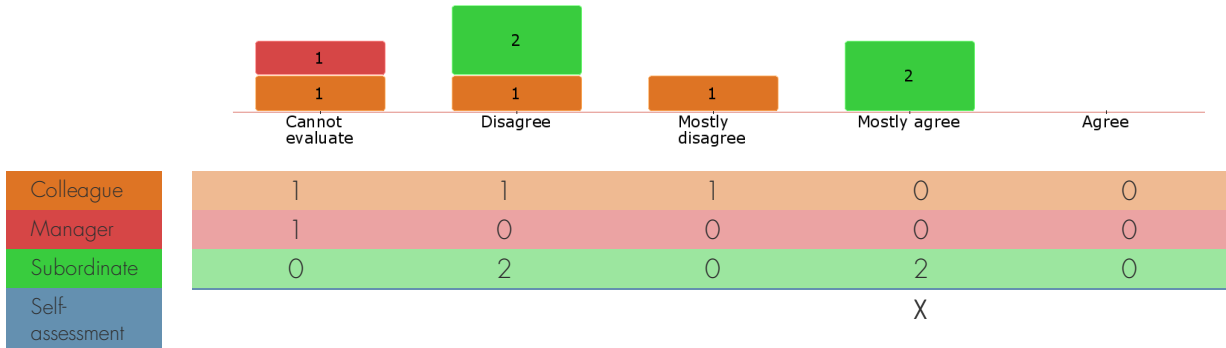 2
1
1
1
1
2
Cannot
evaluate
Disagree
Mostly
disagree
Mostly agree
Agree
Colleague 1 1 1 0 0
Manager 1 0 0 0 0
Subordinate 0 2 0 2 0
Self-
assessment
X